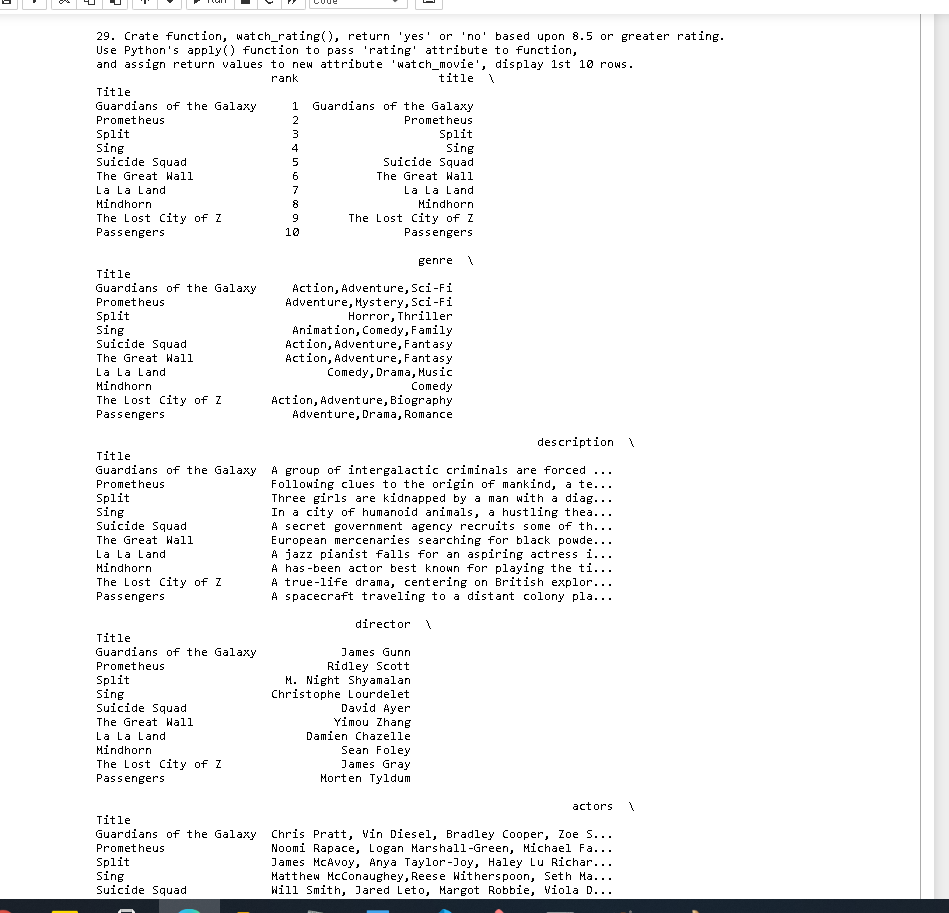 Run
Code
29. Crate function, watch_rating(), return 'yes' or 'no' based upon 8.5 or greater rating.
Use Python's apply() function to pass 'rating' attribute to function,
and assign return values to new attribute 'watch_movie', display 1st 10 rows.
rank title \
Title
Guardians of the Galaxy 1 Guardians of the Galaxy
Prometheus 2 Prometheus
Split 3 Split
Sing 4 Sing
Suicide Squad 5 Suicide Squad
The Great Wall 6 The Great Wall
La La Land 7 La La Land
Mindhorn 8 Mindhorn
The Lost City of Z 9 The Lost City of Z
Passengers 10 Passengers
genre \
Title
Guardians of the Galaxy Action,Adventure,Sci-Fi
Prometheus Adventure,Mystery,Sci-Fi
Split Horror,Thriller
Sing Animation,Comedy,Family
Suicide Squad Action,Adventure,Fantasy
The Great Wall Action,Adventure,Fantasy
La La Land Comedy,Drama,Music
Mindhorn Comedy
The Lost City of Z Action,Adventure,Biography
Passengers Adventure,Drama,Romance
description \
Title
Guardians of the Galaxy A group of intergalactic criminals are forced ...
Prometheus Following clues to the origin of mankind, a te...
Split Three girls are kidnapped by a man with a diag...
Sing In a city of humanoid animals, a hustling thea...
Suicide Squad A secret government agency recruits some of th...
The Great Wall European mercenaries searching for black powde...
La La Land A jazz pianist falls for an aspiring actress i...
Mindhorn A has-been actor best known for playing the ti...
The Lost City of Z A true-life drama, centering on British explor...
Passengers A spacecraft traveling to a distant colony pla...
director \
Title
Guardians of the Galaxy James Gunn
Prometheus Ridley Scott
Split M. Night Shyamalan
Sing Christophe Lourdelet
Suicide Squad David Ayer
The Great Wall Yimou Zhang
La La Land Damien Chazelle
Mindhorn Sean Foley
The Lost City of Z James Gray
Passengers Morten Tyldum
actors \
Title
Guardians of the Galaxy Chris Pratt, Vin Diesel, Bradley Cooper, Zoe S...
Prometheus Noomi Rapace, Logan Marshall-Green, Michael Fa...
Split James McAvoy, Anya Taylor-Joy, Haley Lu Richar...
Sing Matthew McConaughey,Reese Witherspoon, Seth Ma...
Suicide Squad Will Smith, Jared Leto, Margot Robbie, Viola D...